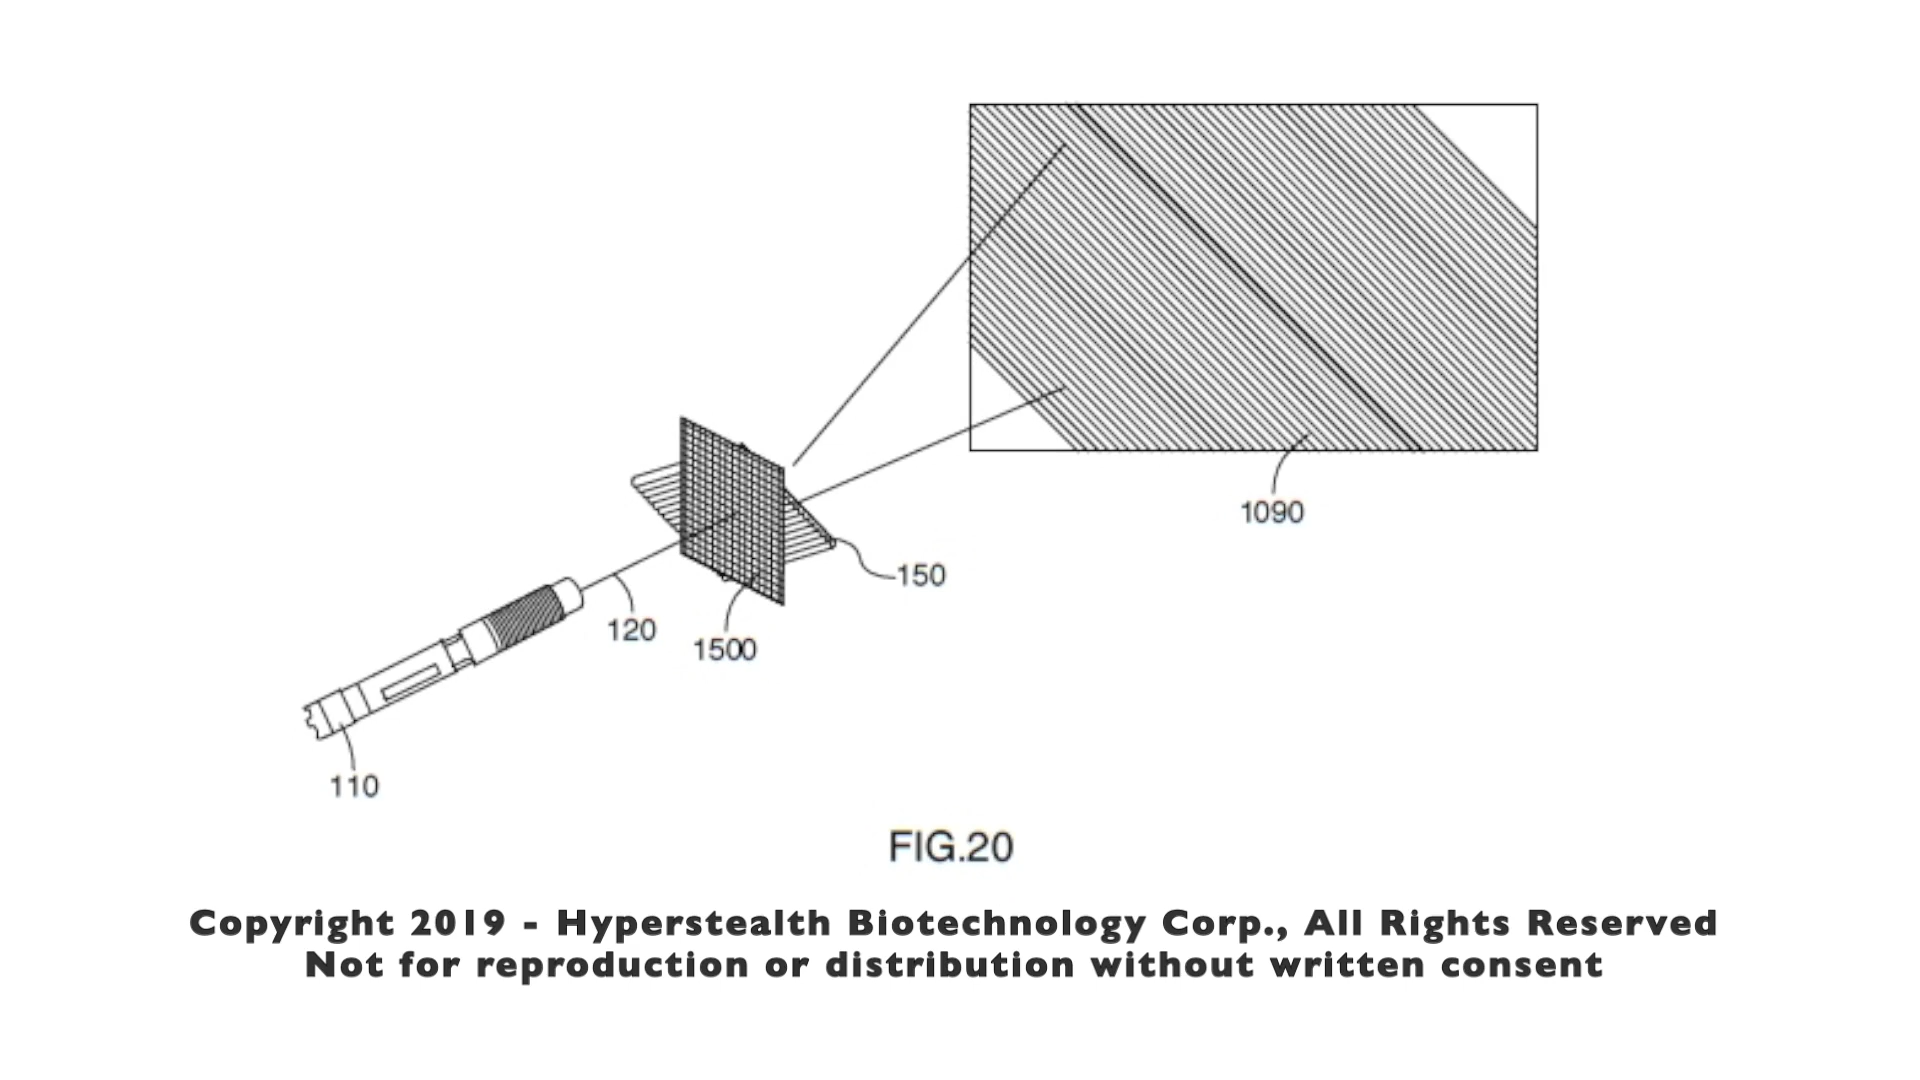 1090
150
120
1500
110
FIG.20
Copyright 2019 - Hyperstealth Biotechnology Corp., All Rights Reserved
Not for reproduction or distribution without written consent